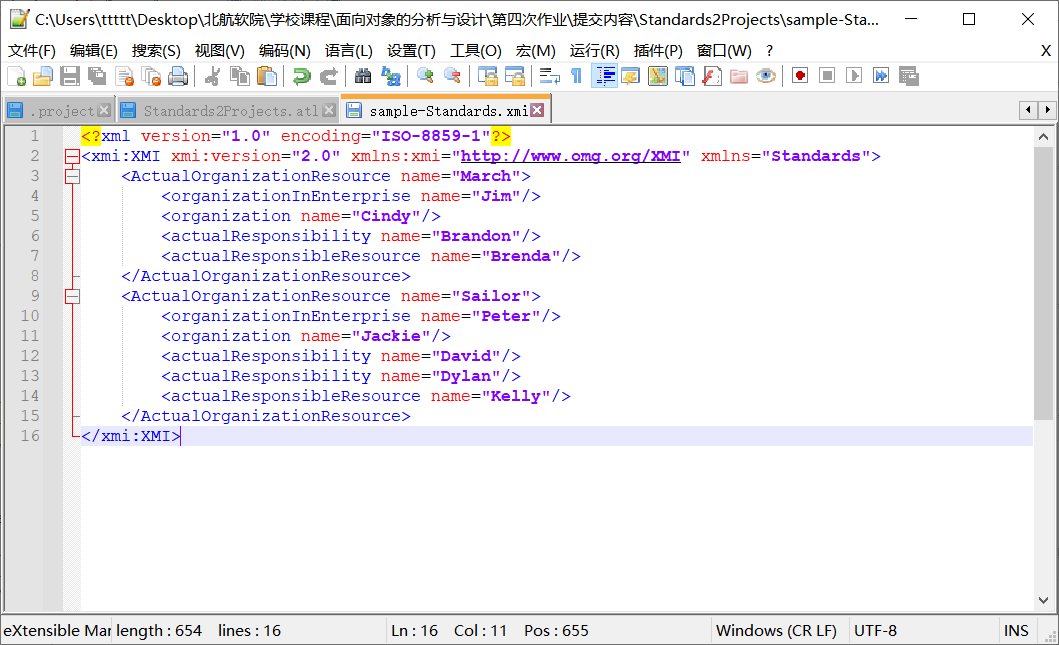 C:\Users\ttttt\Desktop\北航软院\学校课程\面向对象的分析与设计\第四次作业\提交内容\Standards2Projects\sample-Sta...
文件(F) 编辑(E) 搜索(S) 视图(V) 编码(N) 语言(L) 设置(T) 工具(O) 宏(M) 运行(R) 插件(P) 窗口(W) ? X
.project Standards2Projects.atl sample-Standards.xmi
1 <?xml version="1.0" encoding="ISO-8859-1"?>
2 <xmi:XMI xmi:version="2.0" xmlns:xmi="http://www.omg.org/XMI" xmlns="Standards">
3 <ActualOrganizationResource name="March">
4 <organizationInEnterprise name="Jim"/>
5 <organization name="Cindy"/>
6 <actualResponsibility name="Brandon"/>
7 <actualResponsibleResource name="Brenda"/>
8 </ActualOrganizationResource>
9 <ActualOrganizationResource name="Sailor">
10 <organizationInEnterprise name="Peter"/>
11 <organization name="Jackie"/>
12 <actualResponsibility name="David"/>
13 <actualResponsibility name="Dylan"/>
14 <actualResponsibleResource name="Kelly"/>
15 </ActualOrganizationResource>
16 </xmi:XMI>
eXtensible Mar length : 654 lines : 16 Ln : 16 Col : 11 Pos : 655 Windows (CR LF) UTF-8 INS